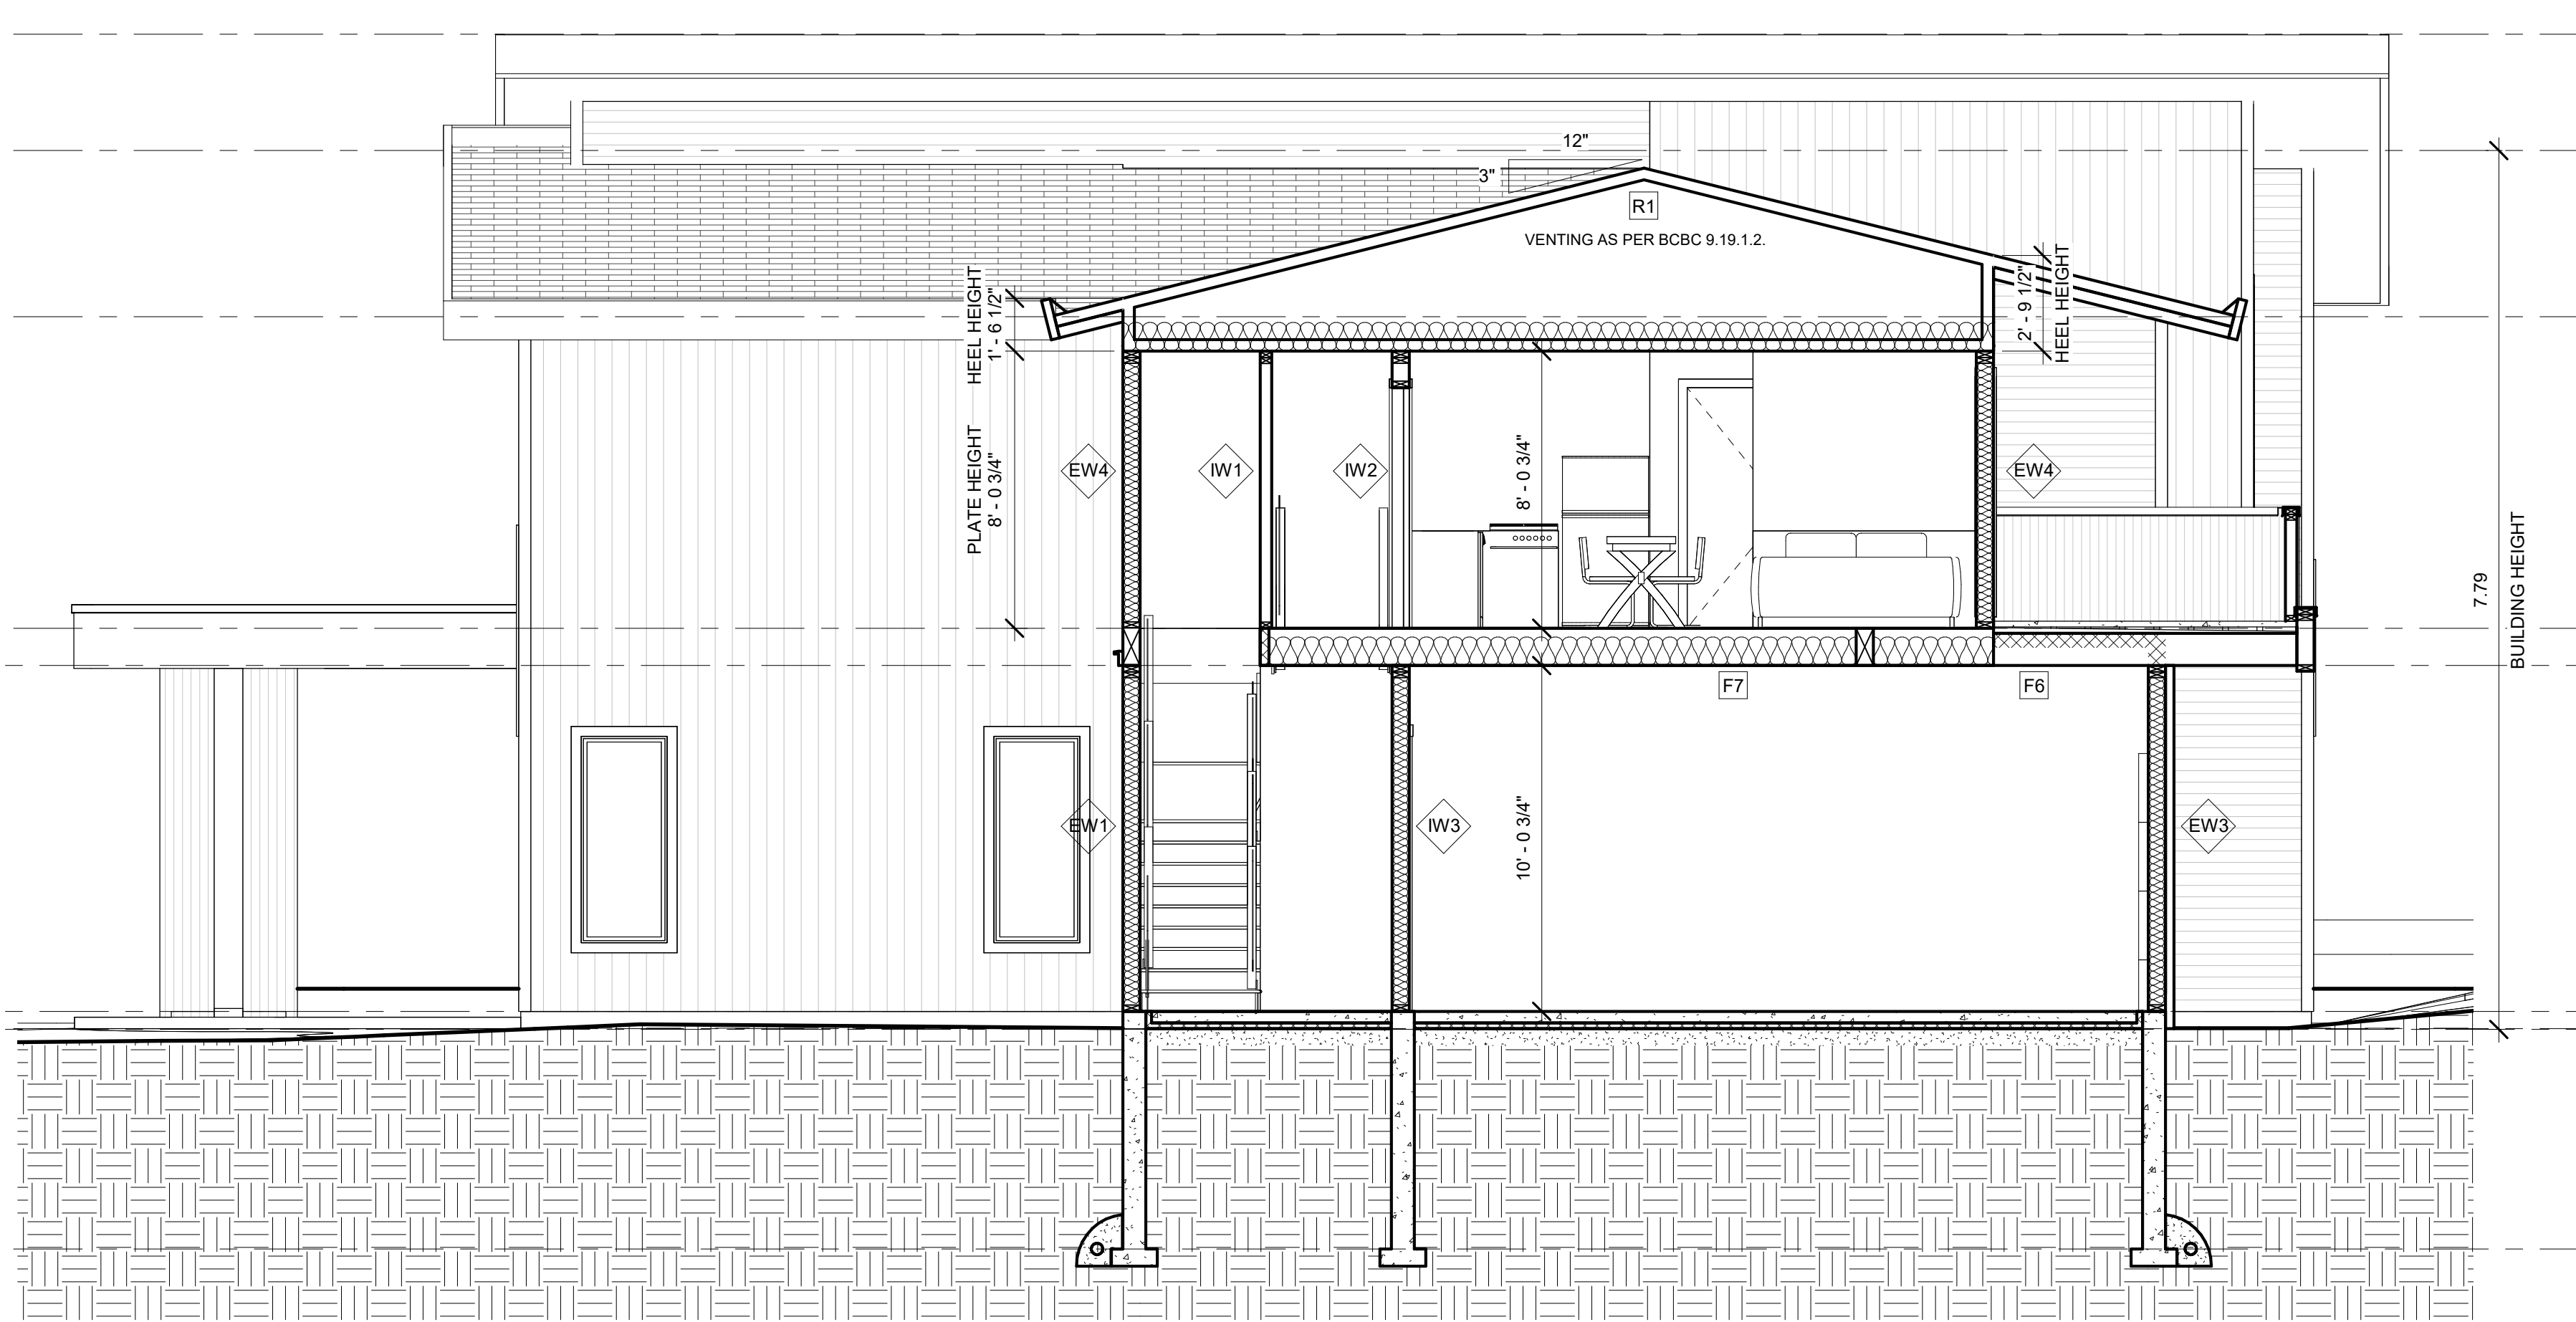 12"
3"
R1
VENTING AS PER BCBC 9.19.1.2.
HEEL HEIGHT
1' - 6 1/2"
2' - 9 1/2"
HEEL HEIGHT
PLATE HEIGHT
8' - 0 3/4"
EW4
IW1
IW2
8' - 0 3/4"
EW4
7.79
BUILDING HEIGHT
F7
F6
EW1
IW3
10' - 0 3/4"
EW3